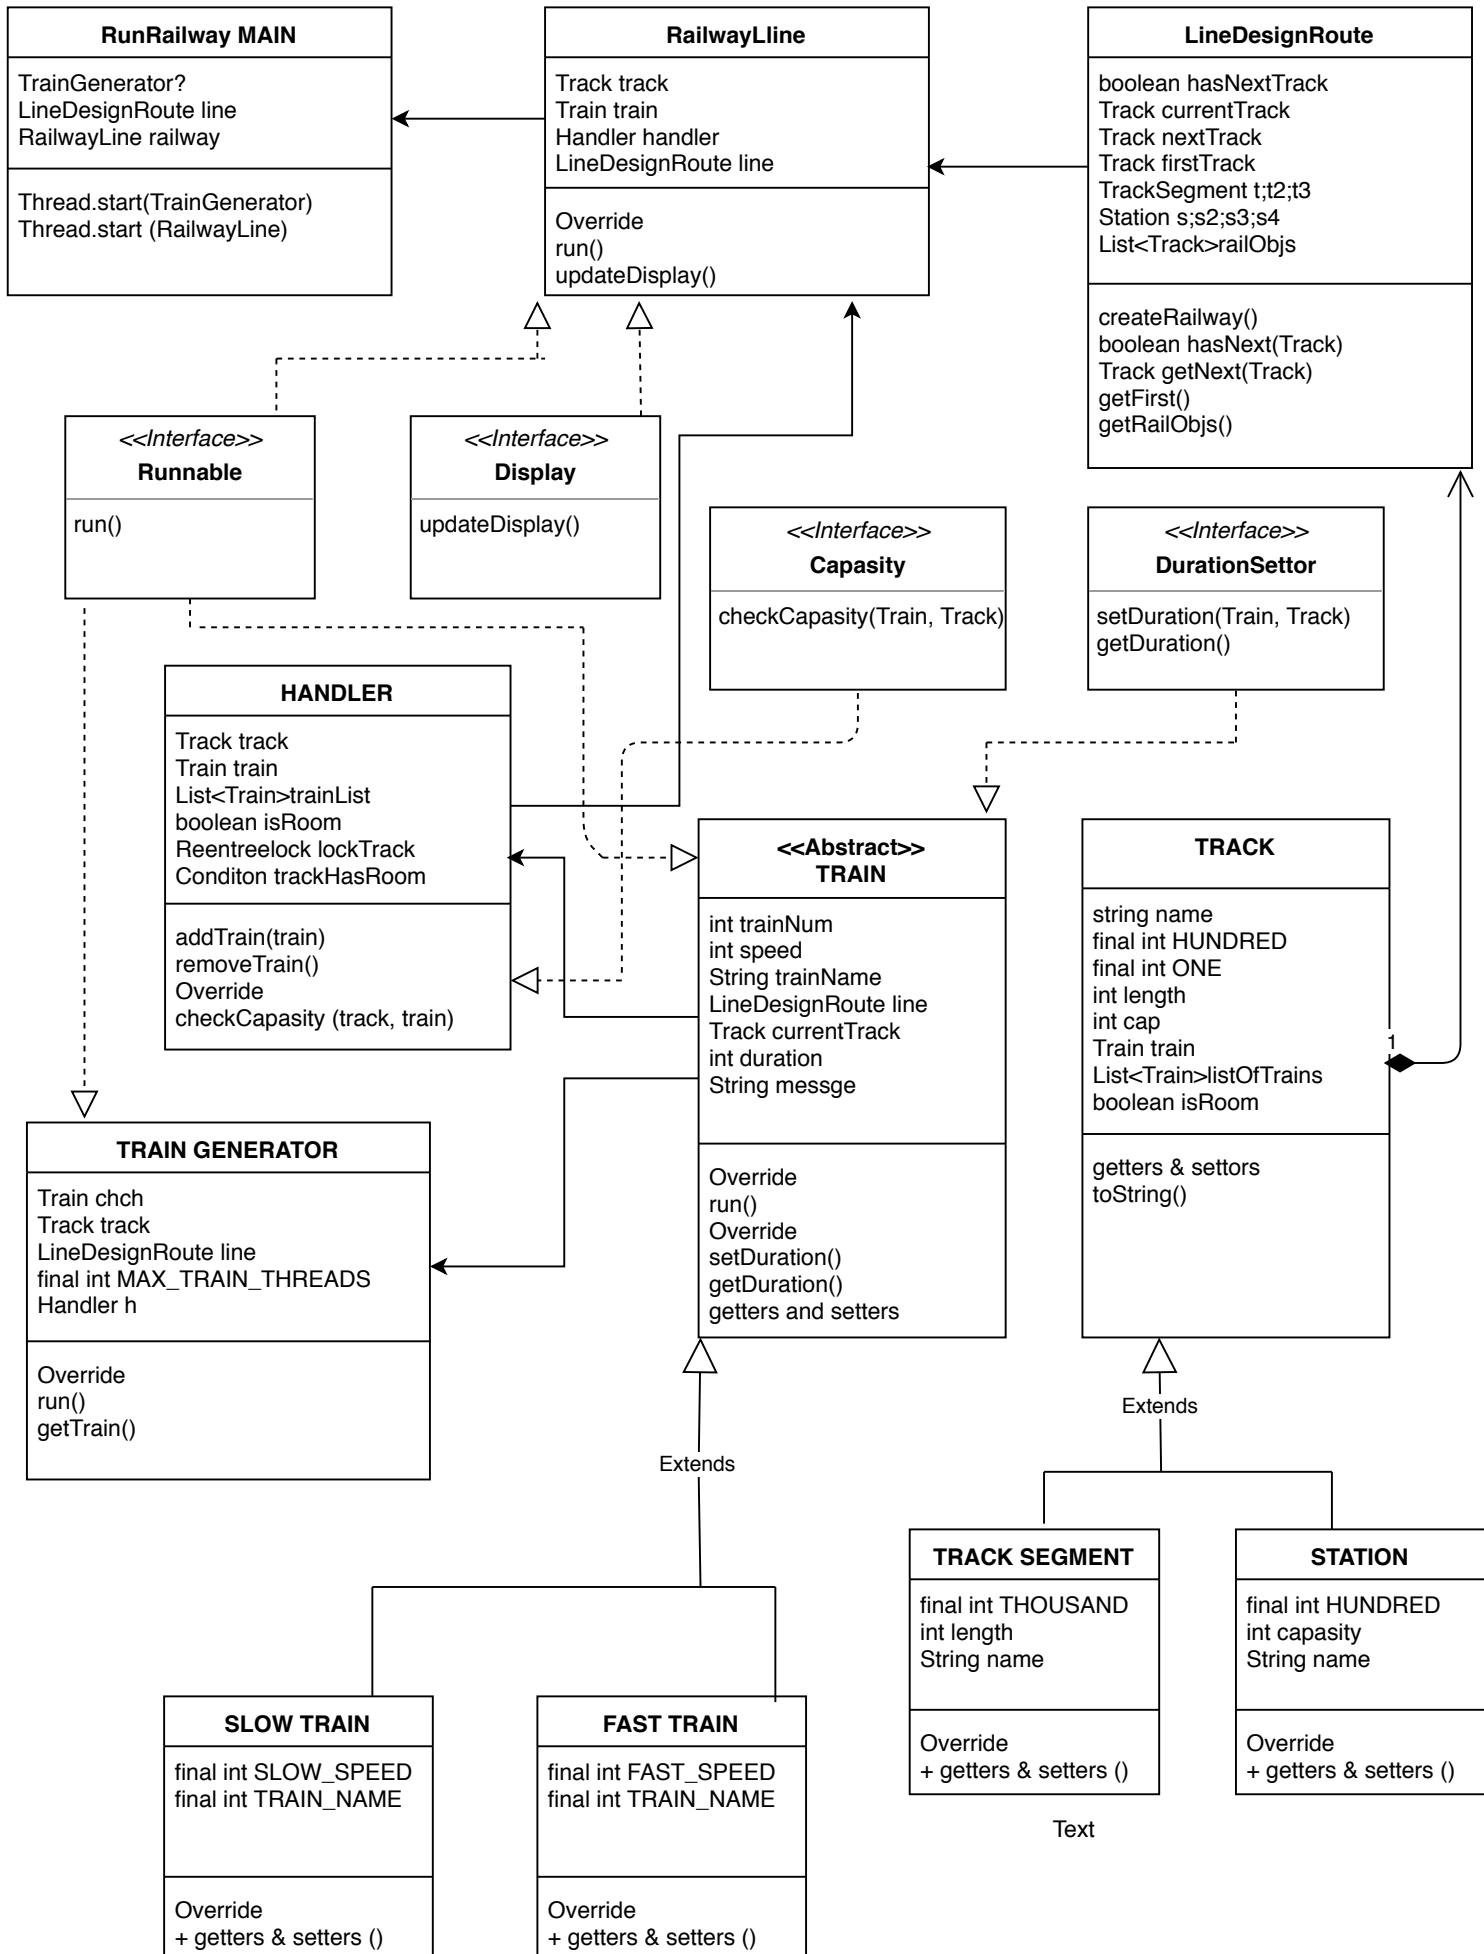 RunRailway MAIN
TrainGenerator?
LineDesignRoute line
RailwayLine railway
Thread.start(TrainGenerator)
Thread.start (RailwayLine)
RailwayLline
Track track
Train train
Handler handler
LineDesignRoute line
Override
run()
updateDisplay()
LineDesignRoute
boolean hasNextTrack
Track currentTrack
Track nextTrack
Track firstTrack
TrackSegment t;t2;t3
Station s;s2;s3;s4
List<Track>railObjs
createRailway()
boolean hasNext(Track)
Track getNext(Track)
getFirst()
getRailObjs()
<<Interface>>
Runnable
run()
<<Interface>>
Display
updateDisplay()
<<Interface>>
Capasity
checkCapasity(Train, Track)
<<Interface>>
DurationSettor
setDuration(Train, Track)
getDuration()
HANDLER
Track track
Train train
List<Train>trainList
boolean isRoom
Reentreelock lockTrack
Conditon trackHasRoom
addTrain(train)
removeTrain()
Override
checkCapasity (track, train)
<<Abstract>>
TRAIN
int trainNum
int speed
String trainName
LineDesignRoute line
Track currentTrack
int duration
String messge
Override
run()
Override
setDuration()
getDuration()
getters and setters
TRACK
string name
final int HUNDRED
final int ONE
int length
int cap
Train train
List<Train>listOfTrains
boolean isRoom
getters & settors
toString()
1
TRAIN GENERATOR
Train chch
Track track
LineDesignRoute line
final int MAX_TRAIN_THREADS
Handler h
Override
run()
getTrain()
Extends
Extends
TRACK SEGMENT
final int THOUSAND
int length
String name
Override
+ getters & setters ()
STATION
final int HUNDRED
int capasity
String name
Override
+ getters & setters ()
Text
SLOW TRAIN
final int SLOW_SPEED
final int TRAIN_NAME
Override
+ getters & setters ()
FAST TRAIN
final int FAST_SPEED
final int TRAIN_NAME
Override
+ getters & setters ()